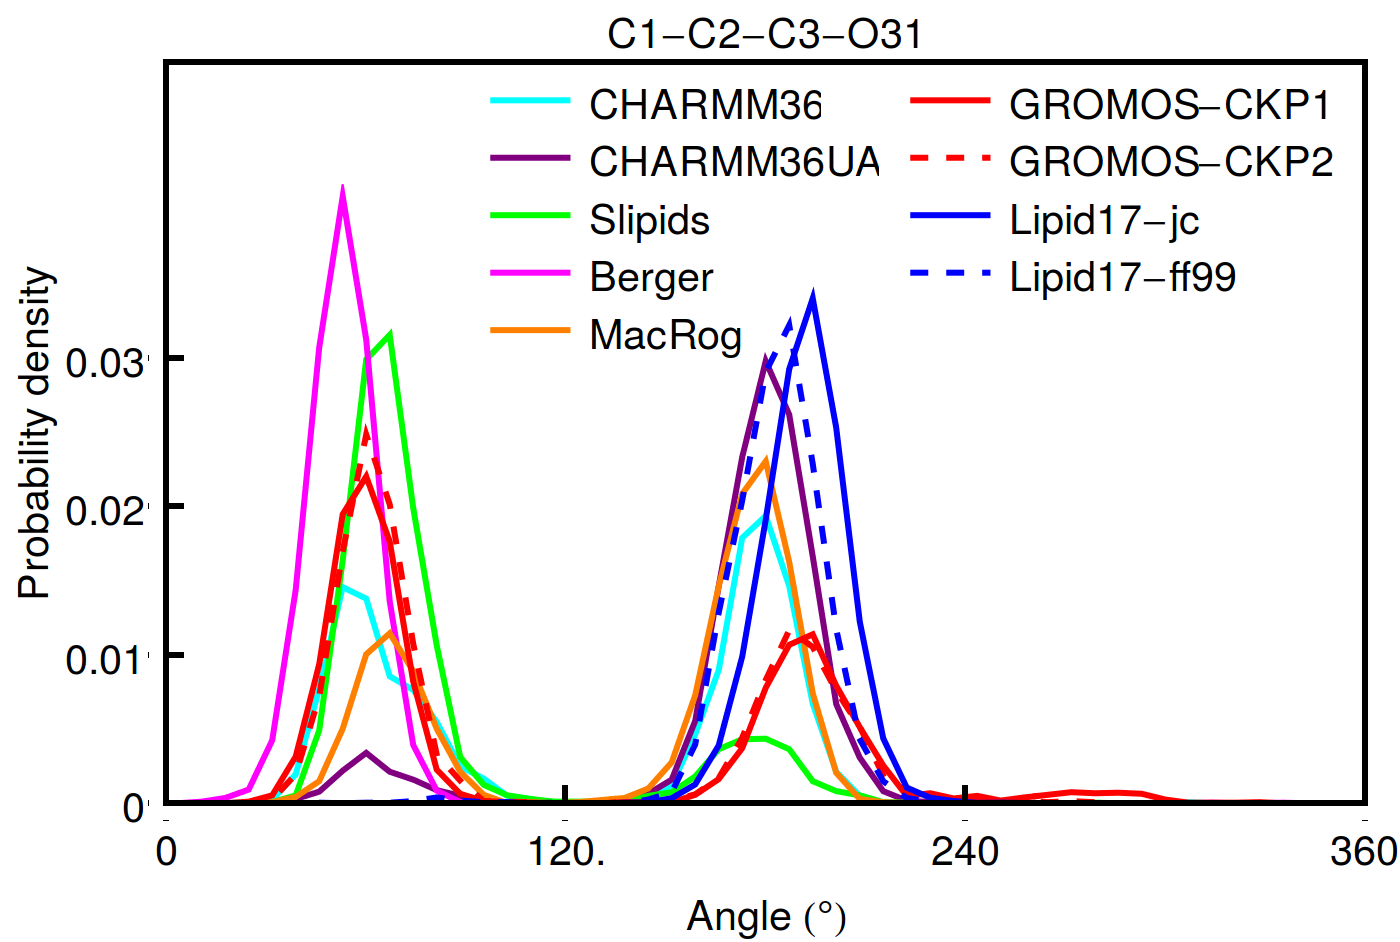 C1−C2−C3−O31
CHARMM36
CHARMM36UA
Slipids
Berger
MacRog
GROMOS−CKP1
GROMOS−CKP2
Lipid17−jc
Lipid17−ff99
Probability density
0.03
0.02
0.01
0
0 120. 240 360
Angle (°)